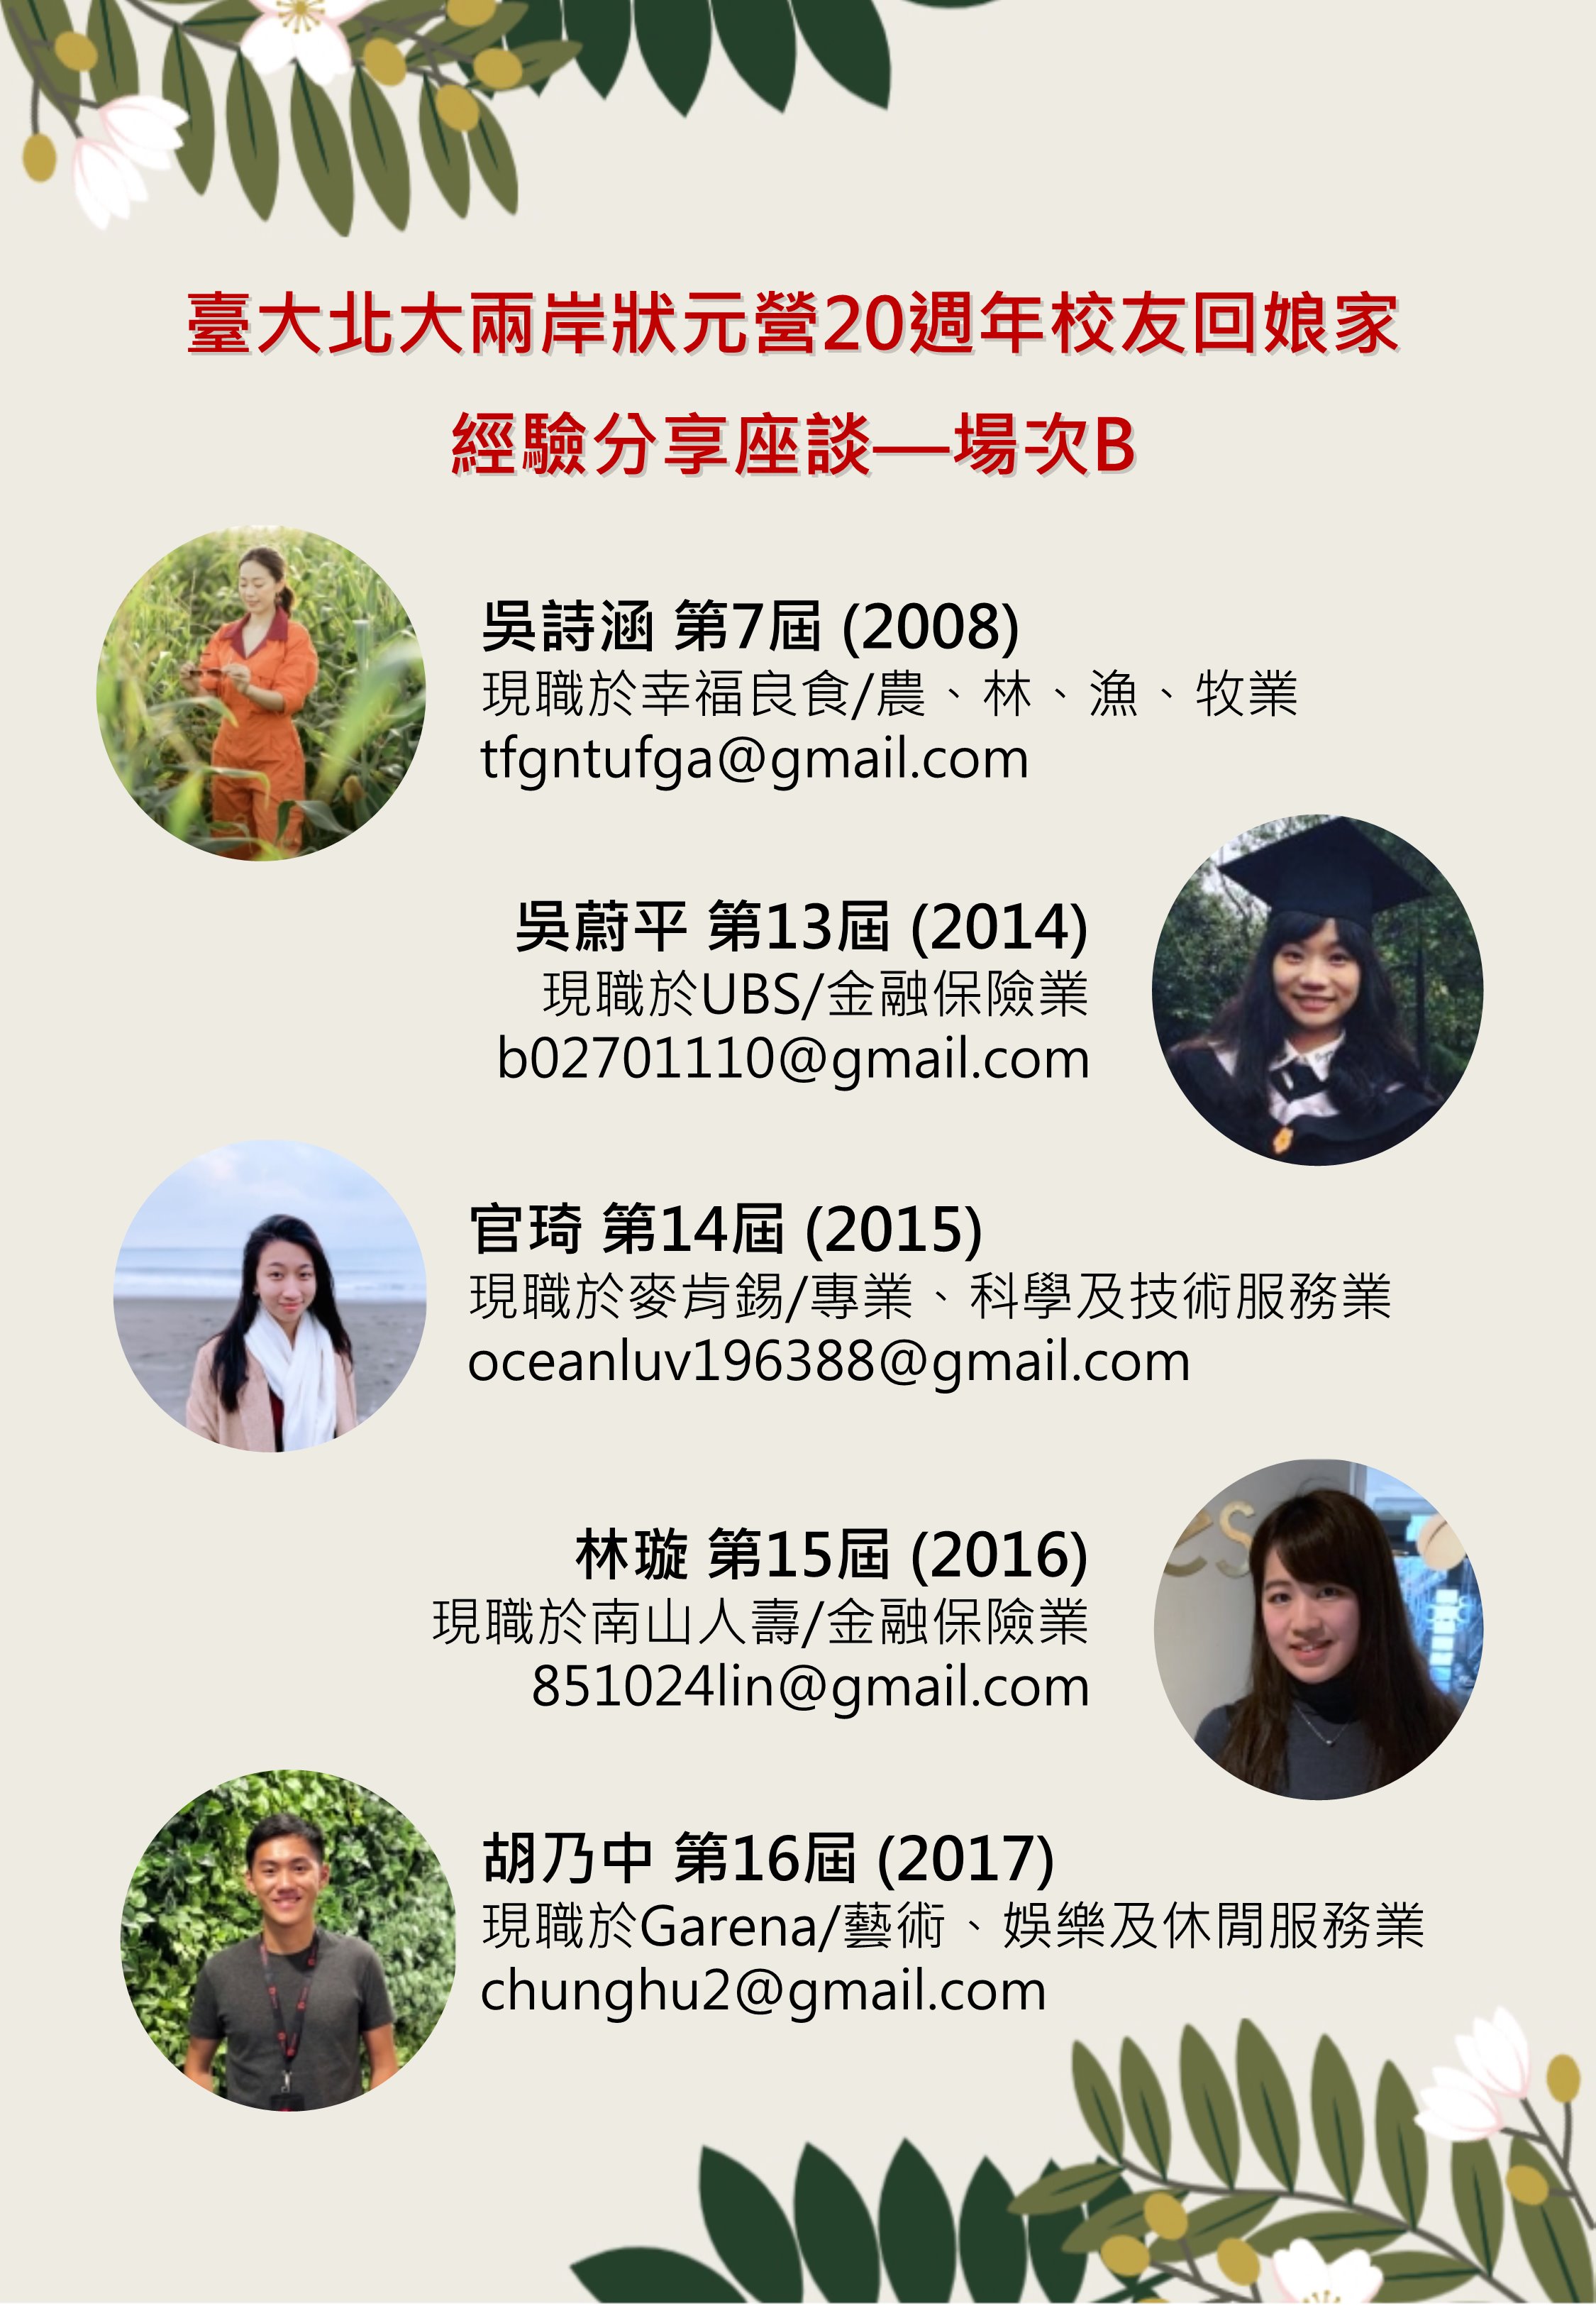 臺大北大兩岸狀元營20週年校友回娘家
經驗分享座談—場次B
吳詩涵 第7屆 (2008)
現職於幸福良食/農、林、漁、牧業
tfgntufga@gmail.com
吳蔚平 第13屆 (2014)
現職於UBS/金融保險業
b02701110@gmail.com
官琦 第14屆 (2015)
現職於麥肯錫/專業、科學及技術服務業
oceanluv196388@gmail.com
林璇 第15屆 (2016)
現職於南山人壽/金融保險業
851024lin@gmail.com
胡乃中 第16屆 (2017)
現職於Garena/藝術、娛樂及休閒服務業
chunghu2@gmail.com